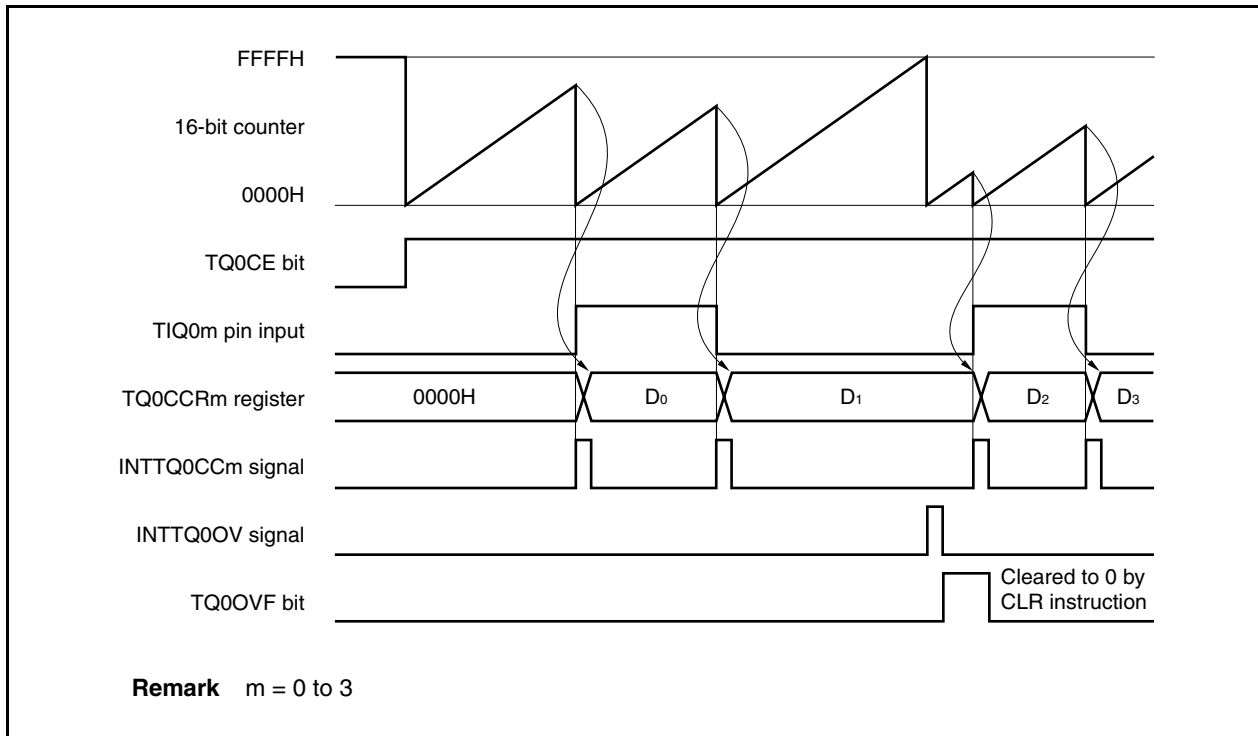 FFFFH
16-bit counter
0000H
TQ0CE bit
TIQ0m pin input
TQ0CCRm register
0000H
D0
D1
D2
D3
INTTQ0CCm signal
INTTQ0OV signal
TQ0OVF bit
Cleared to 0 by
CLR instruction
Remark m = 0 to 3